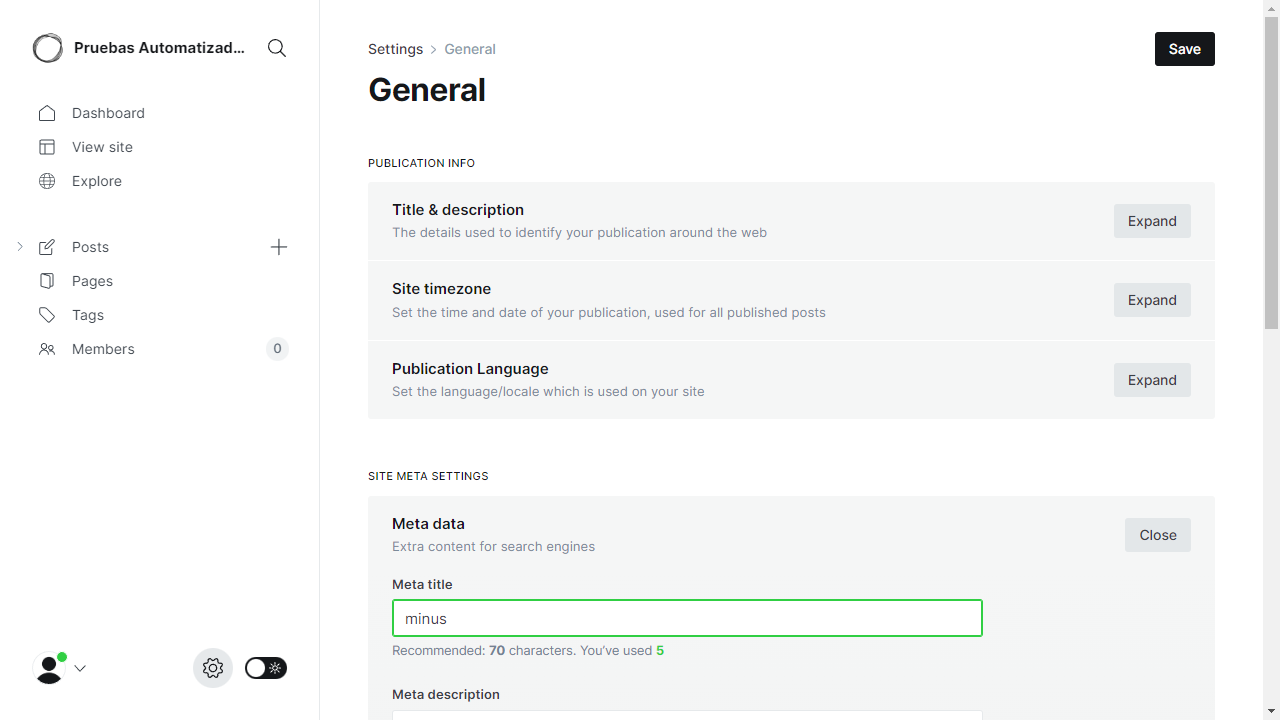 Pruebas Automatizad...
Dashboard
View site
Explore
Posts
Pages
Tags
Members
0
Settings
General
Save
General
PUBLICATION INFO
Title & description
The details used to identify your publication around the web
Expand
Site timezone
Set the time and date of your publication, used for all published posts
Expand
Publication Language
Set the language/locale which is used on your site
Expand
SITE META SETTINGS
Meta data
Extra content for search engines
Close
Meta title
minus
Recommended: 70 characters. You’ve used 5
Meta description